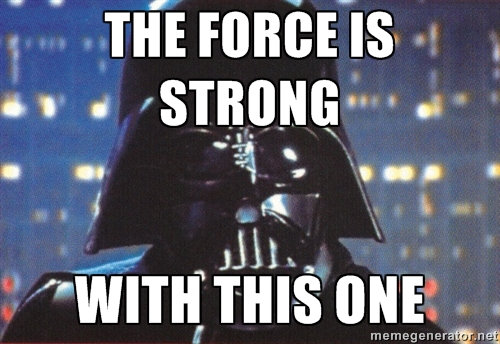 THE FORCE IS
STRONG
WITH THIS ONE
memegenerator.net